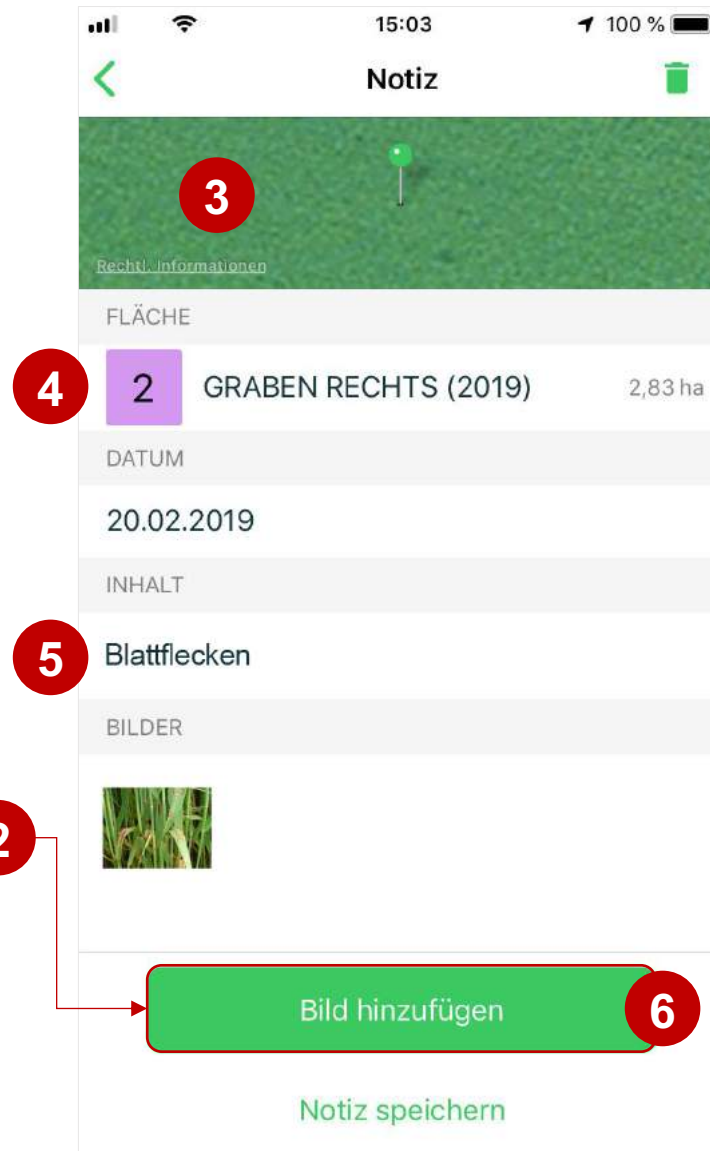 15:03
100 %
Notiz
3
Rechtl. Informationen
FLÄCHE
4
2 GRABEN RECHTS (2019) 2,83 ha
DATUM
20.02.2019
INHALT
5 Blattflecken
BILDER
2
Bild hinzufügen 6
Notiz speichern